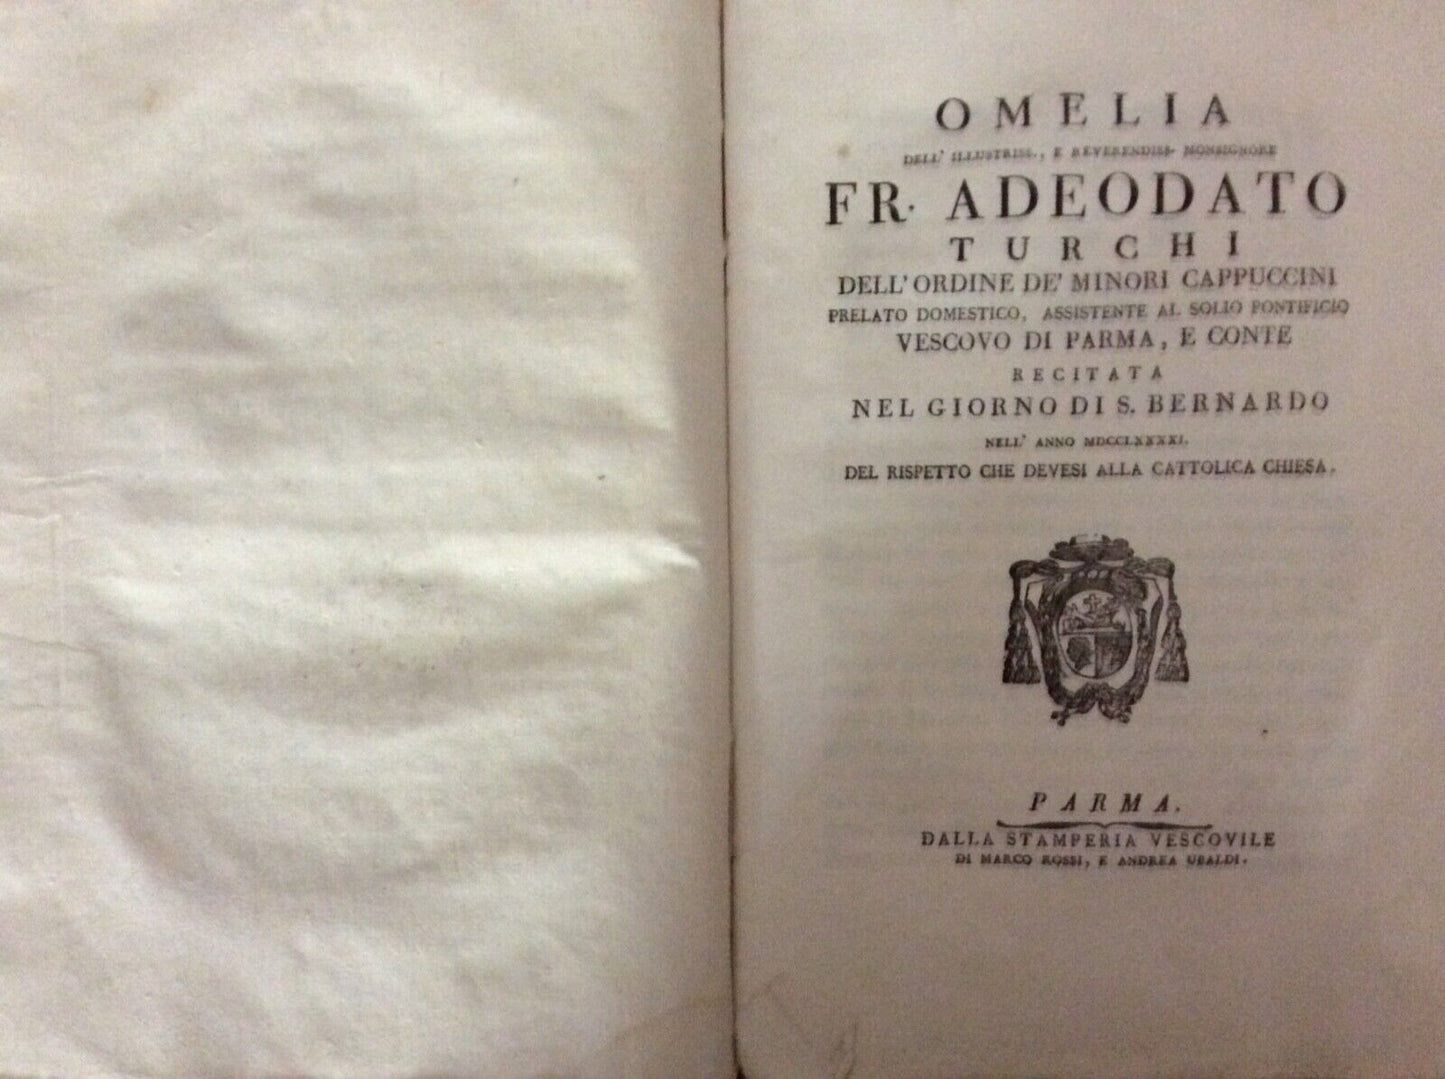 OMELIA
DELL' ILLUSTRISS., E REVERENDISS. MONSIGNORE
FR. ADEODATO
TURCHI
DELL'ORDINE DE' MINORI CAPPUCCINI
PRELATO DOMESTICO, ASSISTENTE AL SOLIO PONTIFICIO
VESCOVO DI PARMA, E CONTE
RECITATA
NEL GIORNO DI S. BERNARDO
NELL' ANNO MDCCLXXXXI.
DEL RISPETTO CHE DEVESI ALLA CATTOLICA CHIESA.
PARMA.
DALLA STAMPERIA VESCOVILE
DI MARCO ROSSI, E ANDREA UBALDI.